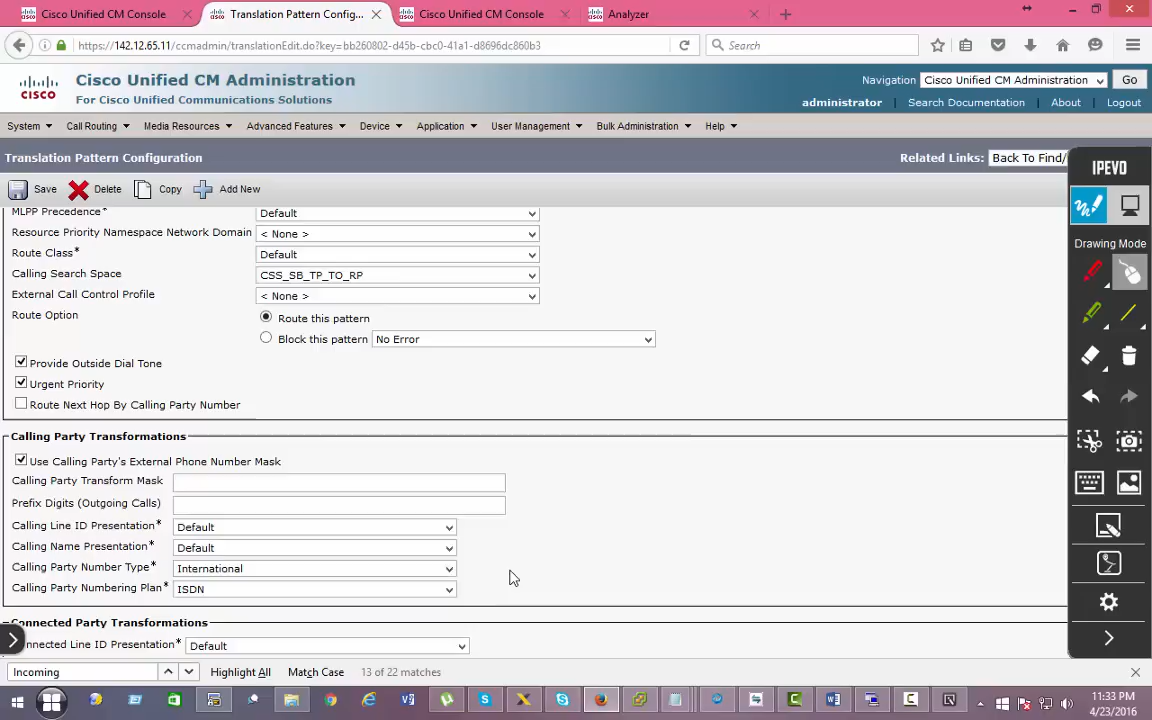 Cisco Unified CM Console
Translation Pattern Config...
Cisco Unified CM Console
Analyzer
https://142.12.65.11/ccmadmin/translationEdit.do?key=bb260802-d45b-cbc0-41a1-d8696dc860b3
Search
CISCO
Cisco Unified CM Administration
For Cisco Unified Communications Solutions
Navigation Cisco Unified CM Administration Go
administrator Search Documentation About Logout
System Call Routing Media Resources Advanced Features Device Application User Management Bulk Administration Help
Translation Pattern Configuration
Related Links: Back To Find/
Save Delete Copy Add New
MLPP Precedence* Default
Resource Priority Namespace Network Domain < None >
Route Class* Default
Calling Search Space CSS_SB_TP_TO_RP
External Call Control Profile < None >
Route Option Route this pattern
Block this pattern No Error
Provide Outside Dial Tone
Urgent Priority
Route Next Hop By Calling Party Number
Calling Party Transformations
Use Calling Party's External Phone Number Mask
Calling Party Transform Mask
Prefix Digits (Outgoing Calls)
Calling Line ID Presentation* Default
Calling Name Presentation* Default
Calling Party Number Type* International
Calling Party Numbering Plan* ISDN
Connected Party Transformations
nnected Line ID Presentation* Default
IPEVO
Drawing Mode
Incoming Highlight All Match Case 13 of 22 matches
11:33 PM
4/23/2016